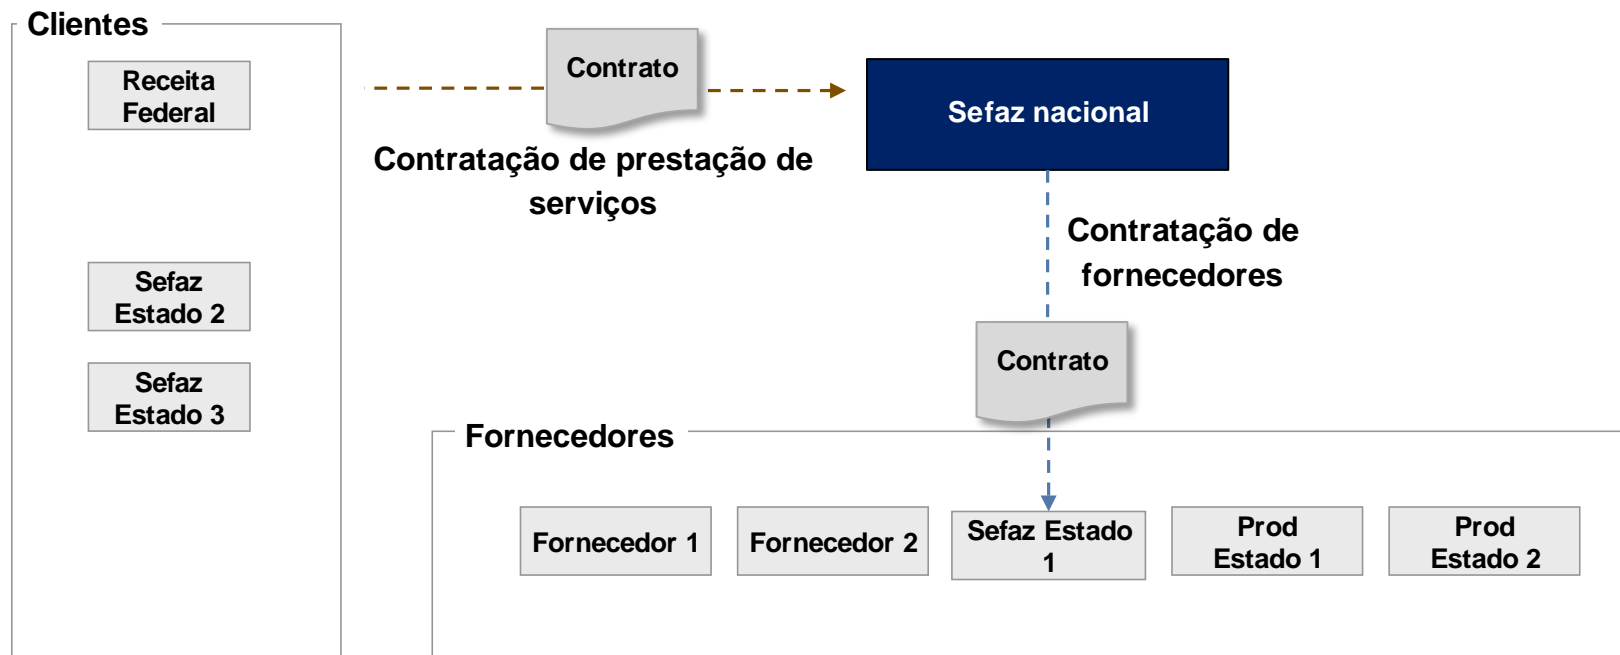 Clientes
Receita
Federal
Contrato
Sefaz nacional
Contratação de prestação de
serviços
Contratação de
fornecedores
Sefaz
Estado 2
Sefaz
Estado 3
Contrato
Fornecedores
Fornecedor 1
Fornecedor 2
Sefaz Estado
1
Prod
Estado 1
Prod
Estado 2